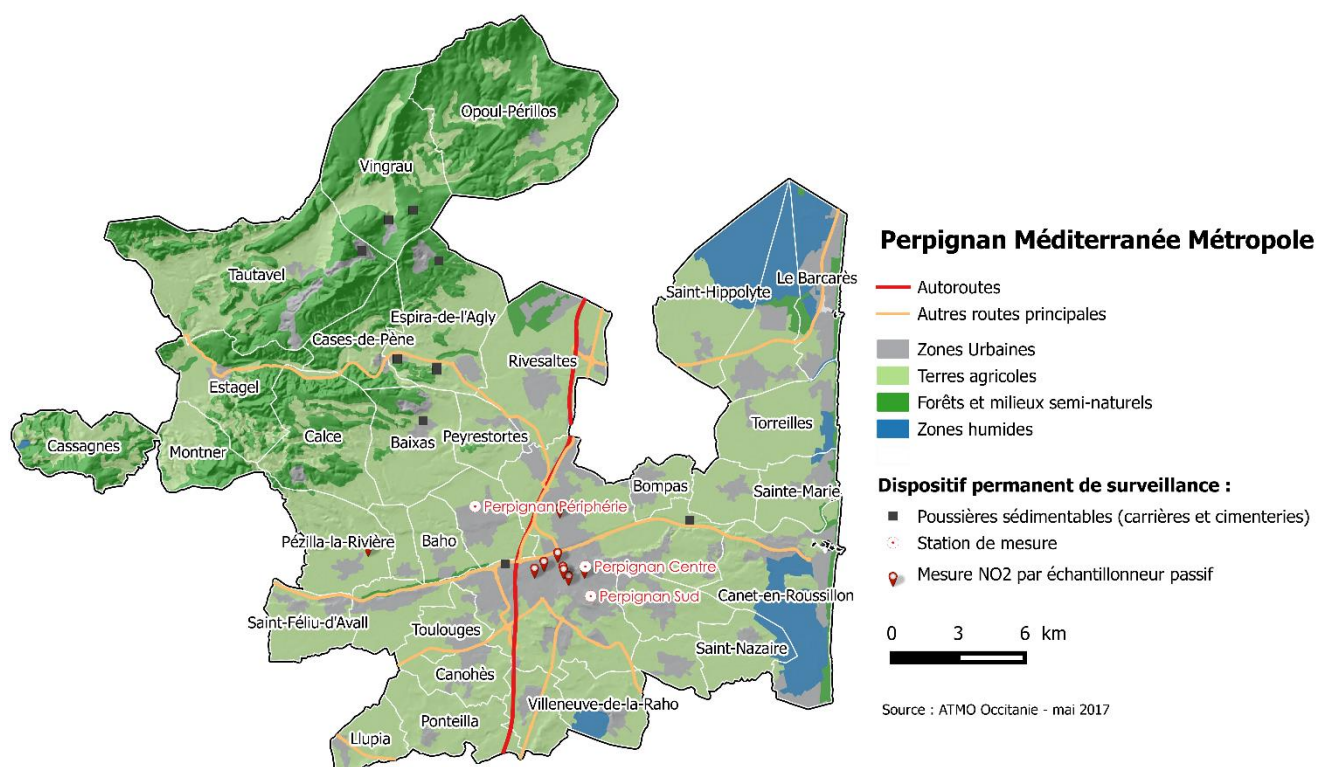 Opoul-Périllos
Vingrau
Tautavel
Espira-de-l'Agly
Cases-de-Pène
Estagel
Cassagnes
Montner
Calce
Baixas
Peyrestortes
Rivesaltes
Saint-Hippolyte
Le Barcarès
Torreilles
Sainte-Marie
Bompas
Perpignan Périphérie
Pézilla-la-Rivière
Baho
Perpignan Centre
Perpignan Sud
Canet-en-Roussillon
Saint-Féliu-d'Avall
Toulouges
Saint-Nazaire
Canohès
Villeneuve-de-la-Raho
Ponteilla
Llupia
Perpignan Méditerranée Métropole
Autoroutes
Autres routes principales
Zones Urbaines
Terres agricoles
Forêts et milieux semi-naturels
Zones humides
Dispositif permanent de surveillance :
Poussières sédimentables (carrières et cimenteries)
Station de mesure
Mesure NO2 par échantillonneur passif
0 3 6 km
Source : ATMO Occitanie - mai 2017